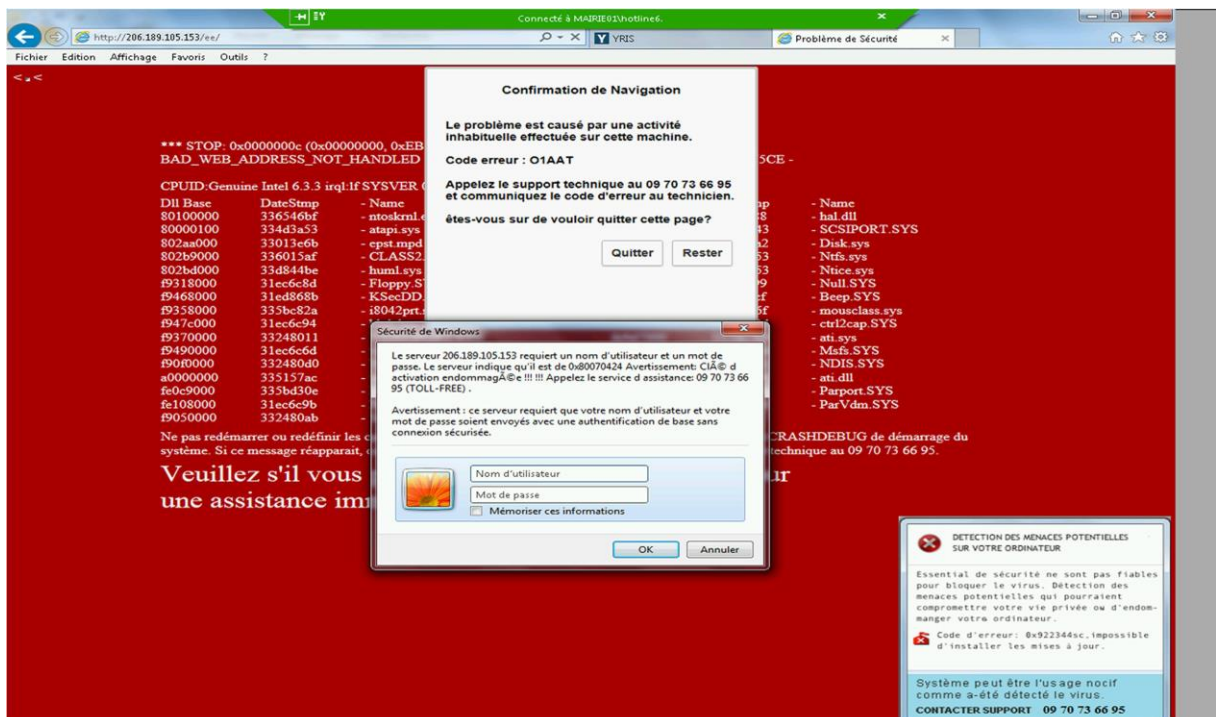 Connecté à MAIRIE01\hotline6.
http://206.189.105.153/ee/
YRIS
Problème de Sécurité
Fichier Edition Affichage Favoris Outils ?
Confirmation de Navigation
Le problème est causé par une activité
inhabituelle effectuée sur cette machine.
Code erreur : O1AAT
Appelez le support technique au 09 70 73 66 95
et communiquez le code d'erreur au technicien.
êtes-vous sur de vouloir quitter cette page?
Quitter Rester
*** STOP: 0x0000000c (0x00000000, 0xEB
BAD_WEB_ADDRESS_NOT_HANDLED 5CE -
CPUID:Genuine Intel 6.3.3 irql:lf SYSVER
Dll Base DateStmp - Name - Name
80100000 336546bf - ntoskrnl. - hal.dll
80000100 334d3a53 - atapi.sys - SCSIPORT.SYS
802aa000 33013e6b - epst.mpd - Disk.sys
802b9000 336015af - CLASS2. - Ntfs.sys
802bd000 33d844be - huml.sys - Ntice.sys
f9318000 31ec6c8d - Floppy.S - Null.SYS
f9468000 31ed868b - KSecDD. - Beep.SYS
f9358000 335bc82a - i8042prt. - mousclass.sys
f947c000 31ec6c94 - ctrl2cap.SYS
f9370000 33248011 - ati.sys
f9490000 31ec6c6d - Msfs.SYS
f90f0000 332480d0 - NDIS.SYS
a0000000 335157ac - ati.dll
fe0c9000 335bd30e - Parport.SYS
fe108000 31ec6c9b - ParVdm.SYS
f9050000 332480ab
Ne pas redémarrer ou redéfinir les CRASHDEBUG de démarrage du
système. Si ce message réapparait, technique au 09 70 73 66 95.
Veuillez s'il vous
une assistance
Sécurité de Windows
Le serveur 206.189.105.153 requiert un nom d'utilisateur et un mot de
passe. Le serveur indique qu'il est de 0x80070424 Avertissement: ClÃ© d
activation endommagÃ©e !!! !!! Appelez le service d assistance: 09 70 73 66
95 (TOLL-FREE) .
Avertissement : ce serveur requiert que votre nom d'utilisateur et votre
mot de passe soient envoyés avec une authentification de base sans
connexion sécurisée.
Nom d'utilisateur
Mot de passe
Mémoriser ces informations
OK Annuler
DETECTION DES MENACES POTENTIELLES
SUR VOTRE ORDINATEUR
Essential de sécurité ne sont pas fiables
pour bloquer le virus. Détection des
menaces potentielles qui pourraient
compromettre votre vie privée ow d'endom-
manger votre ordinateur.
Code d'erreur: 0x922344sc,impossible
d'installer les mises à jour.
Système peut être l'usage nocif
comme a-été détecté le virus.
CONTACTER SUPPORT 09 70 73 66 95